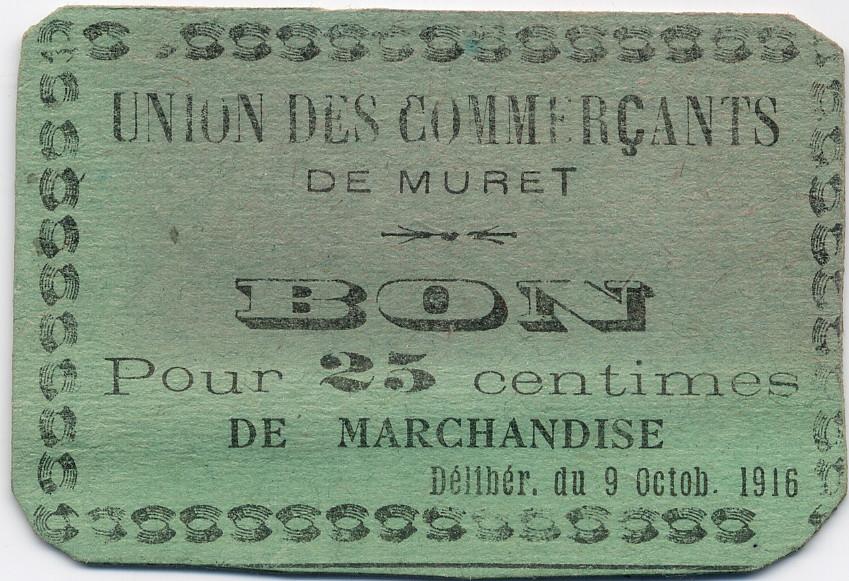 UNION DES COMMERÇANTS
DE MURET
BON
Pour 25 centimes
DE MARCHANDISE
Délibér. du 9 Octob. 1916